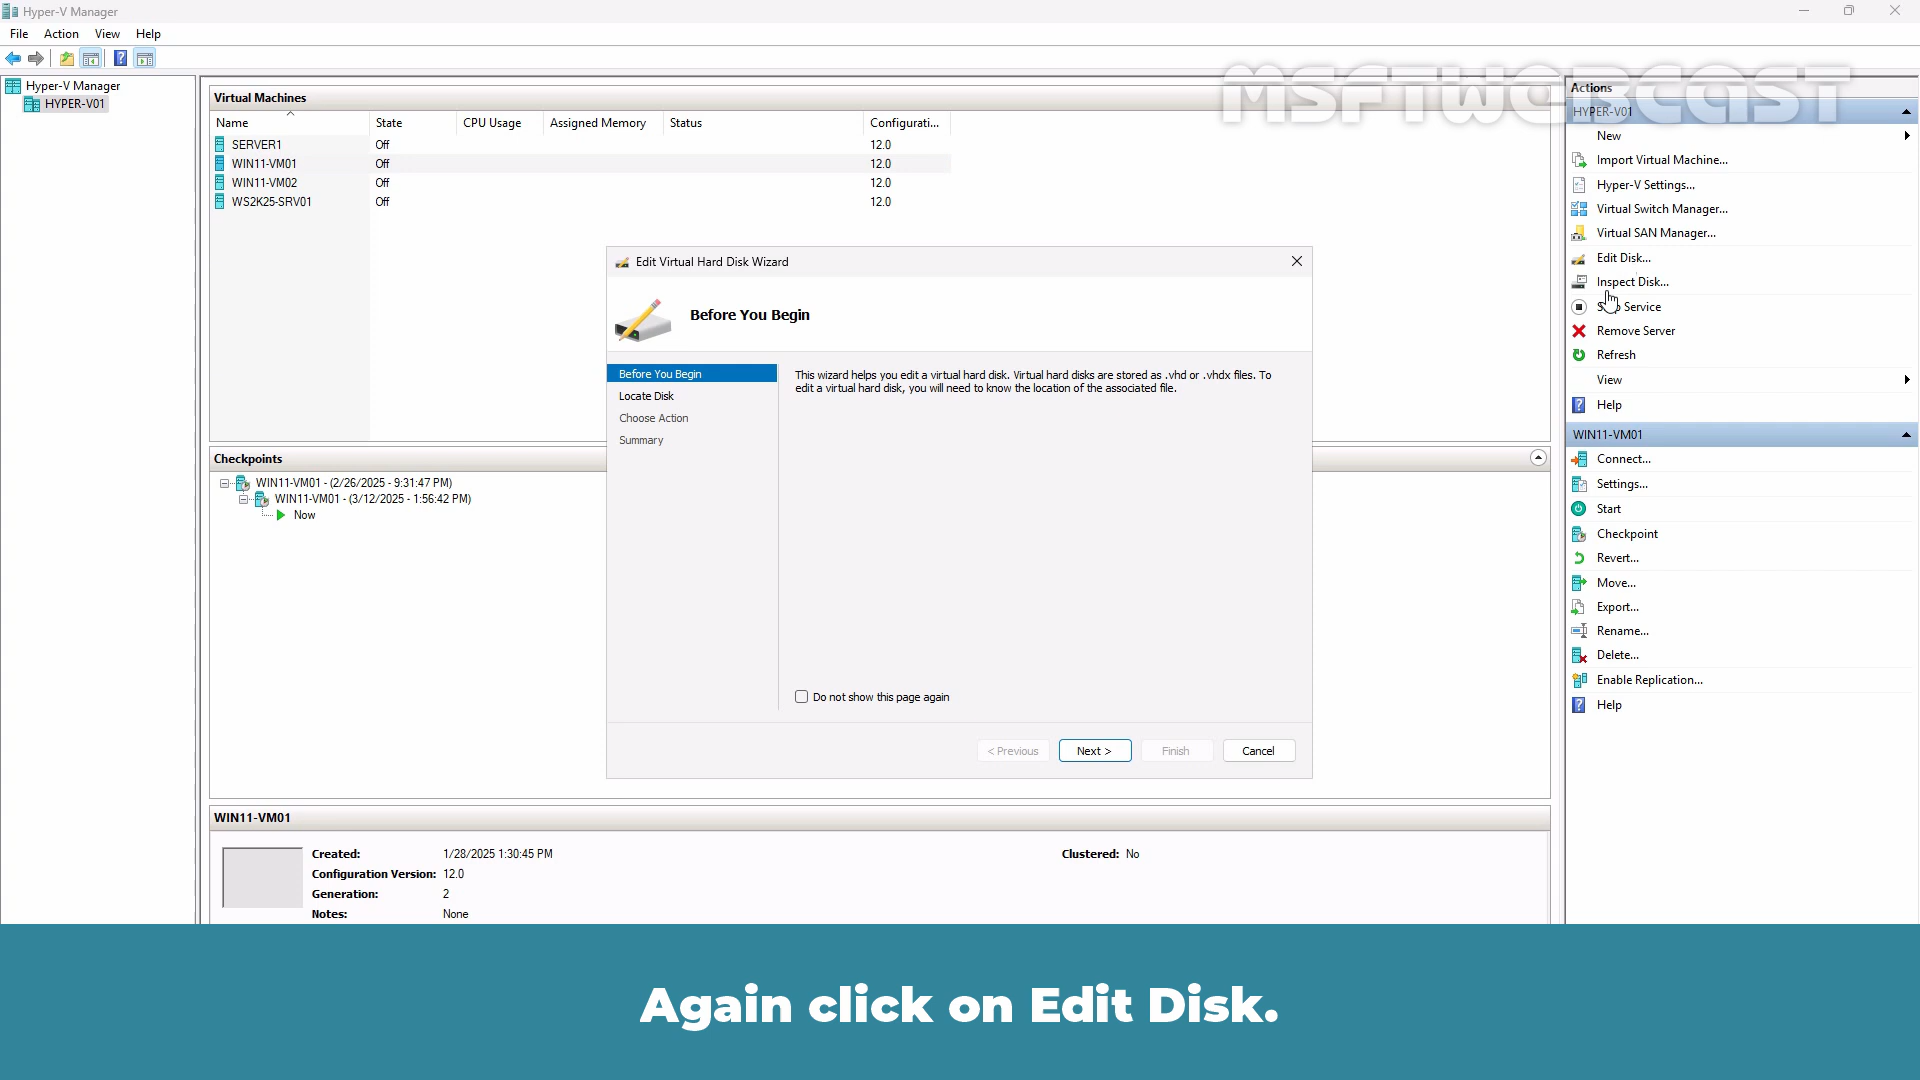 Hyper-V Manager
File Action View Help
Hyper-V Manager
HYPER-V01
Virtual Machines
Name State CPU Usage Assigned Memory Status Configurati...
SERVER1 Off 12.0
WIN11-VM01 Off 12.0
WIN11-VM02 Off 12.0
WS2K25-SRV01 Off 12.0
Edit Virtual Hard Disk Wizard
Before You Begin
Before You Begin
Locate Disk
Choose Action
Summary
This wizard helps you edit a virtual hard disk. Virtual hard disks are stored as .vhd or .vhdx files. To
edit a virtual hard disk, you will need to know the location of the associated file.
Do not show this page again
< Previous Next > Finish Cancel
Checkpoints
WIN11-VM01 - (2/26/2025 - 9:31:47 PM)
WIN11-VM01 - (3/12/2025 - 1:56:42 PM)
Now
WIN11-VM01
Created: 1/28/2025 1:30:45 PM Clustered: No
Configuration Version: 12.0
Generation: 2
Notes: None
MSFTWEBCAST
Actions
HYPER-V01
New
Import Virtual Machine...
Hyper-V Settings...
Virtual Switch Manager...
Virtual SAN Manager...
Edit Disk...
Inspect Disk...
Service
Remove Server
Refresh
View
Help
WIN11-VM01
Connect...
Settings...
Start
Checkpoint
Revert...
Move...
Export...
Rename...
Delete...
Enable Replication...
Help
Again click on Edit Disk.